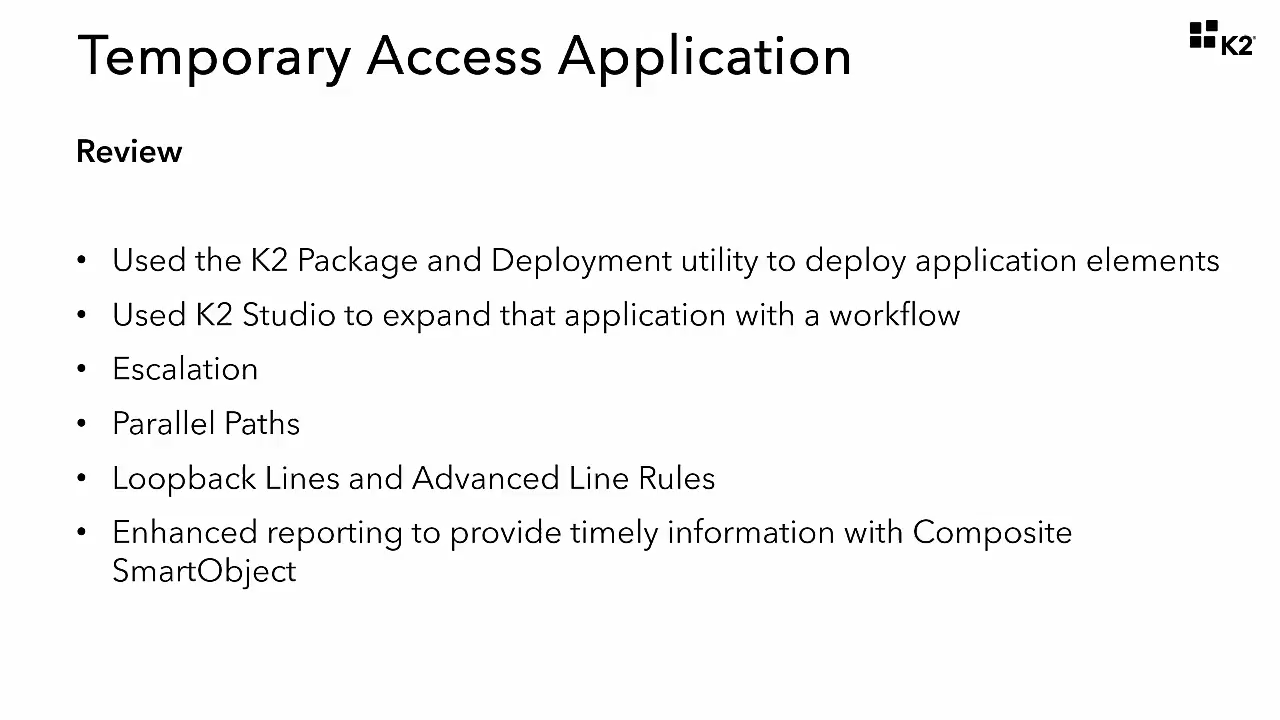 Temporary Access Application
K2
Review
• Used the K2 Package and Deployment utility to deploy application elements
• Used K2 Studio to expand that application with a workflow
• Escalation
• Parallel Paths
• Loopback Lines and Advanced Line Rules
• Enhanced reporting to provide timely information with Composite
SmartObject